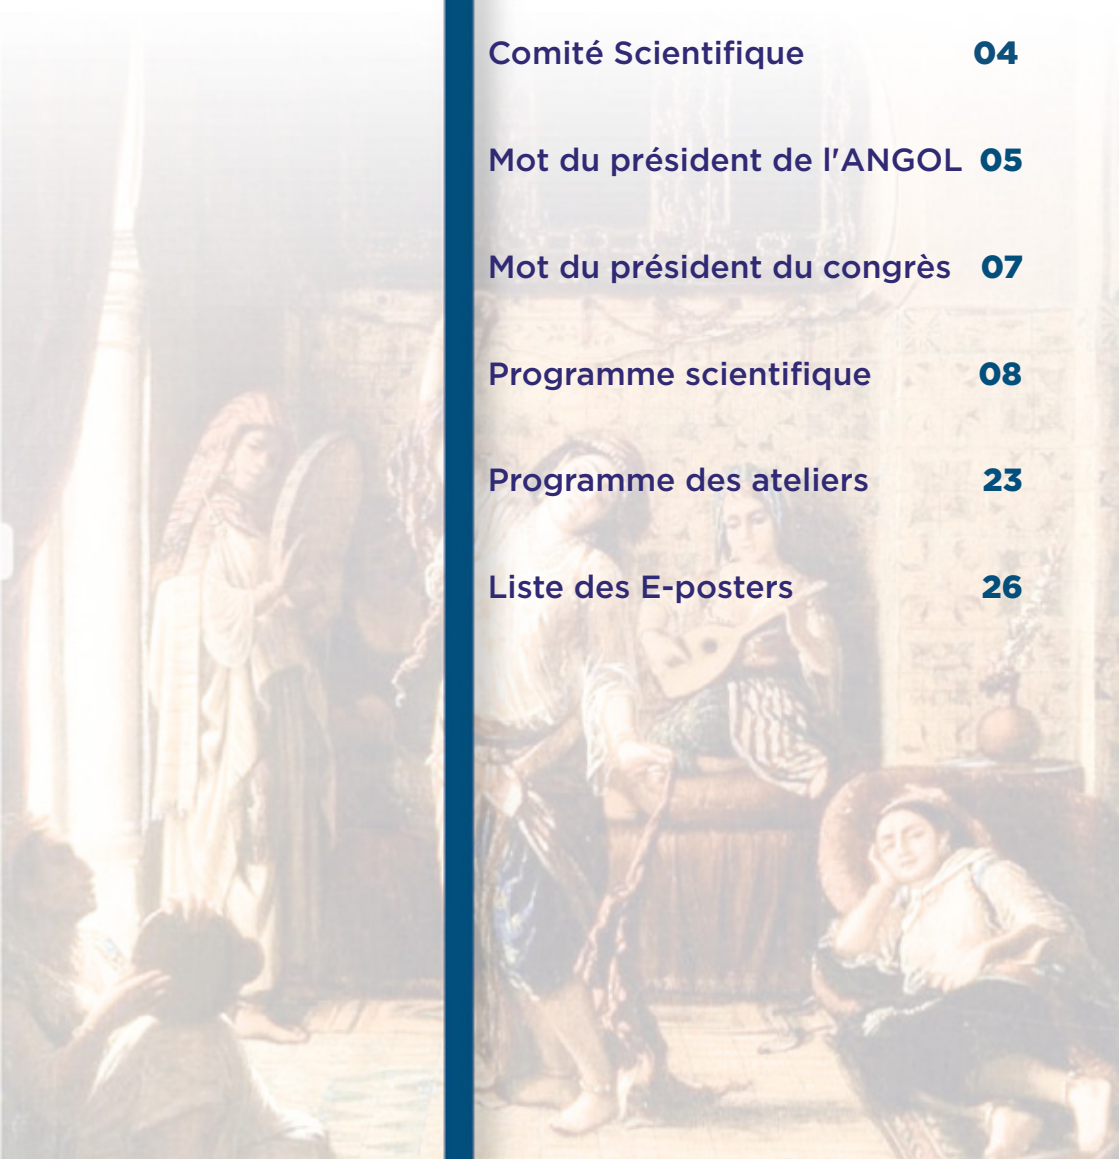 Comité Scientifique 04
Mot du président de l'ANGOL 05
Mot du président du congrès 07
Programme scientifique 08
Programme des ateliers 23
Liste des E-posters 26